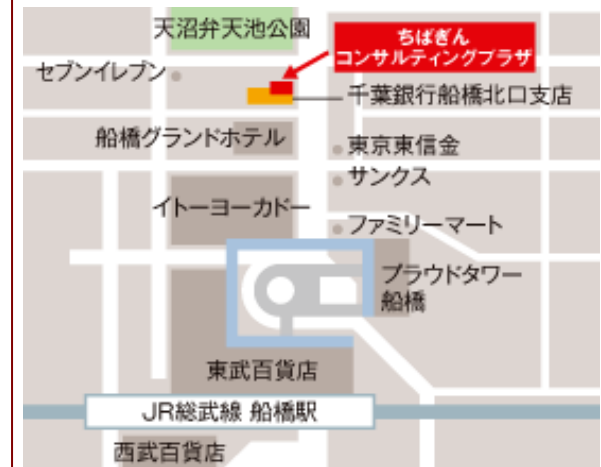 天沼弁天池公園
ちばぎん
コンサルティングプラザ
セブンイレブン
千葉銀行船橋北口支店
船橋グランドホテル
東京東信金
サンクス
イトーヨーカドー
ファミリーマート
プラウドタワー
船橋
東武百貨店
JR総武線 船橋駅
西武百貨店